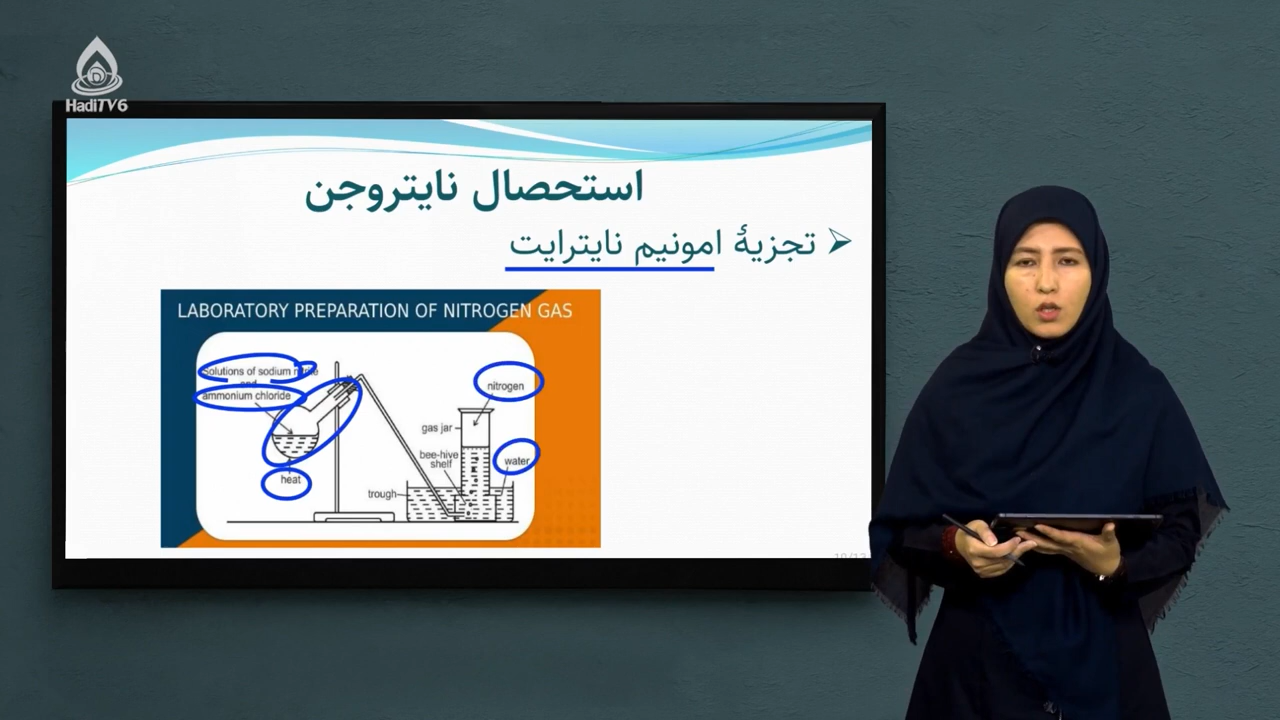 HadiTV6
استحصال نایتروجن
تجزیهٔ امونیم نایترایت
LABORATORY PREPARATION OF NITROGEN GAS
Solutions of sodium nitrite
and
ammonium chloride
heat
nitrogen
gas jar
bee-hive
shelf
water
trough